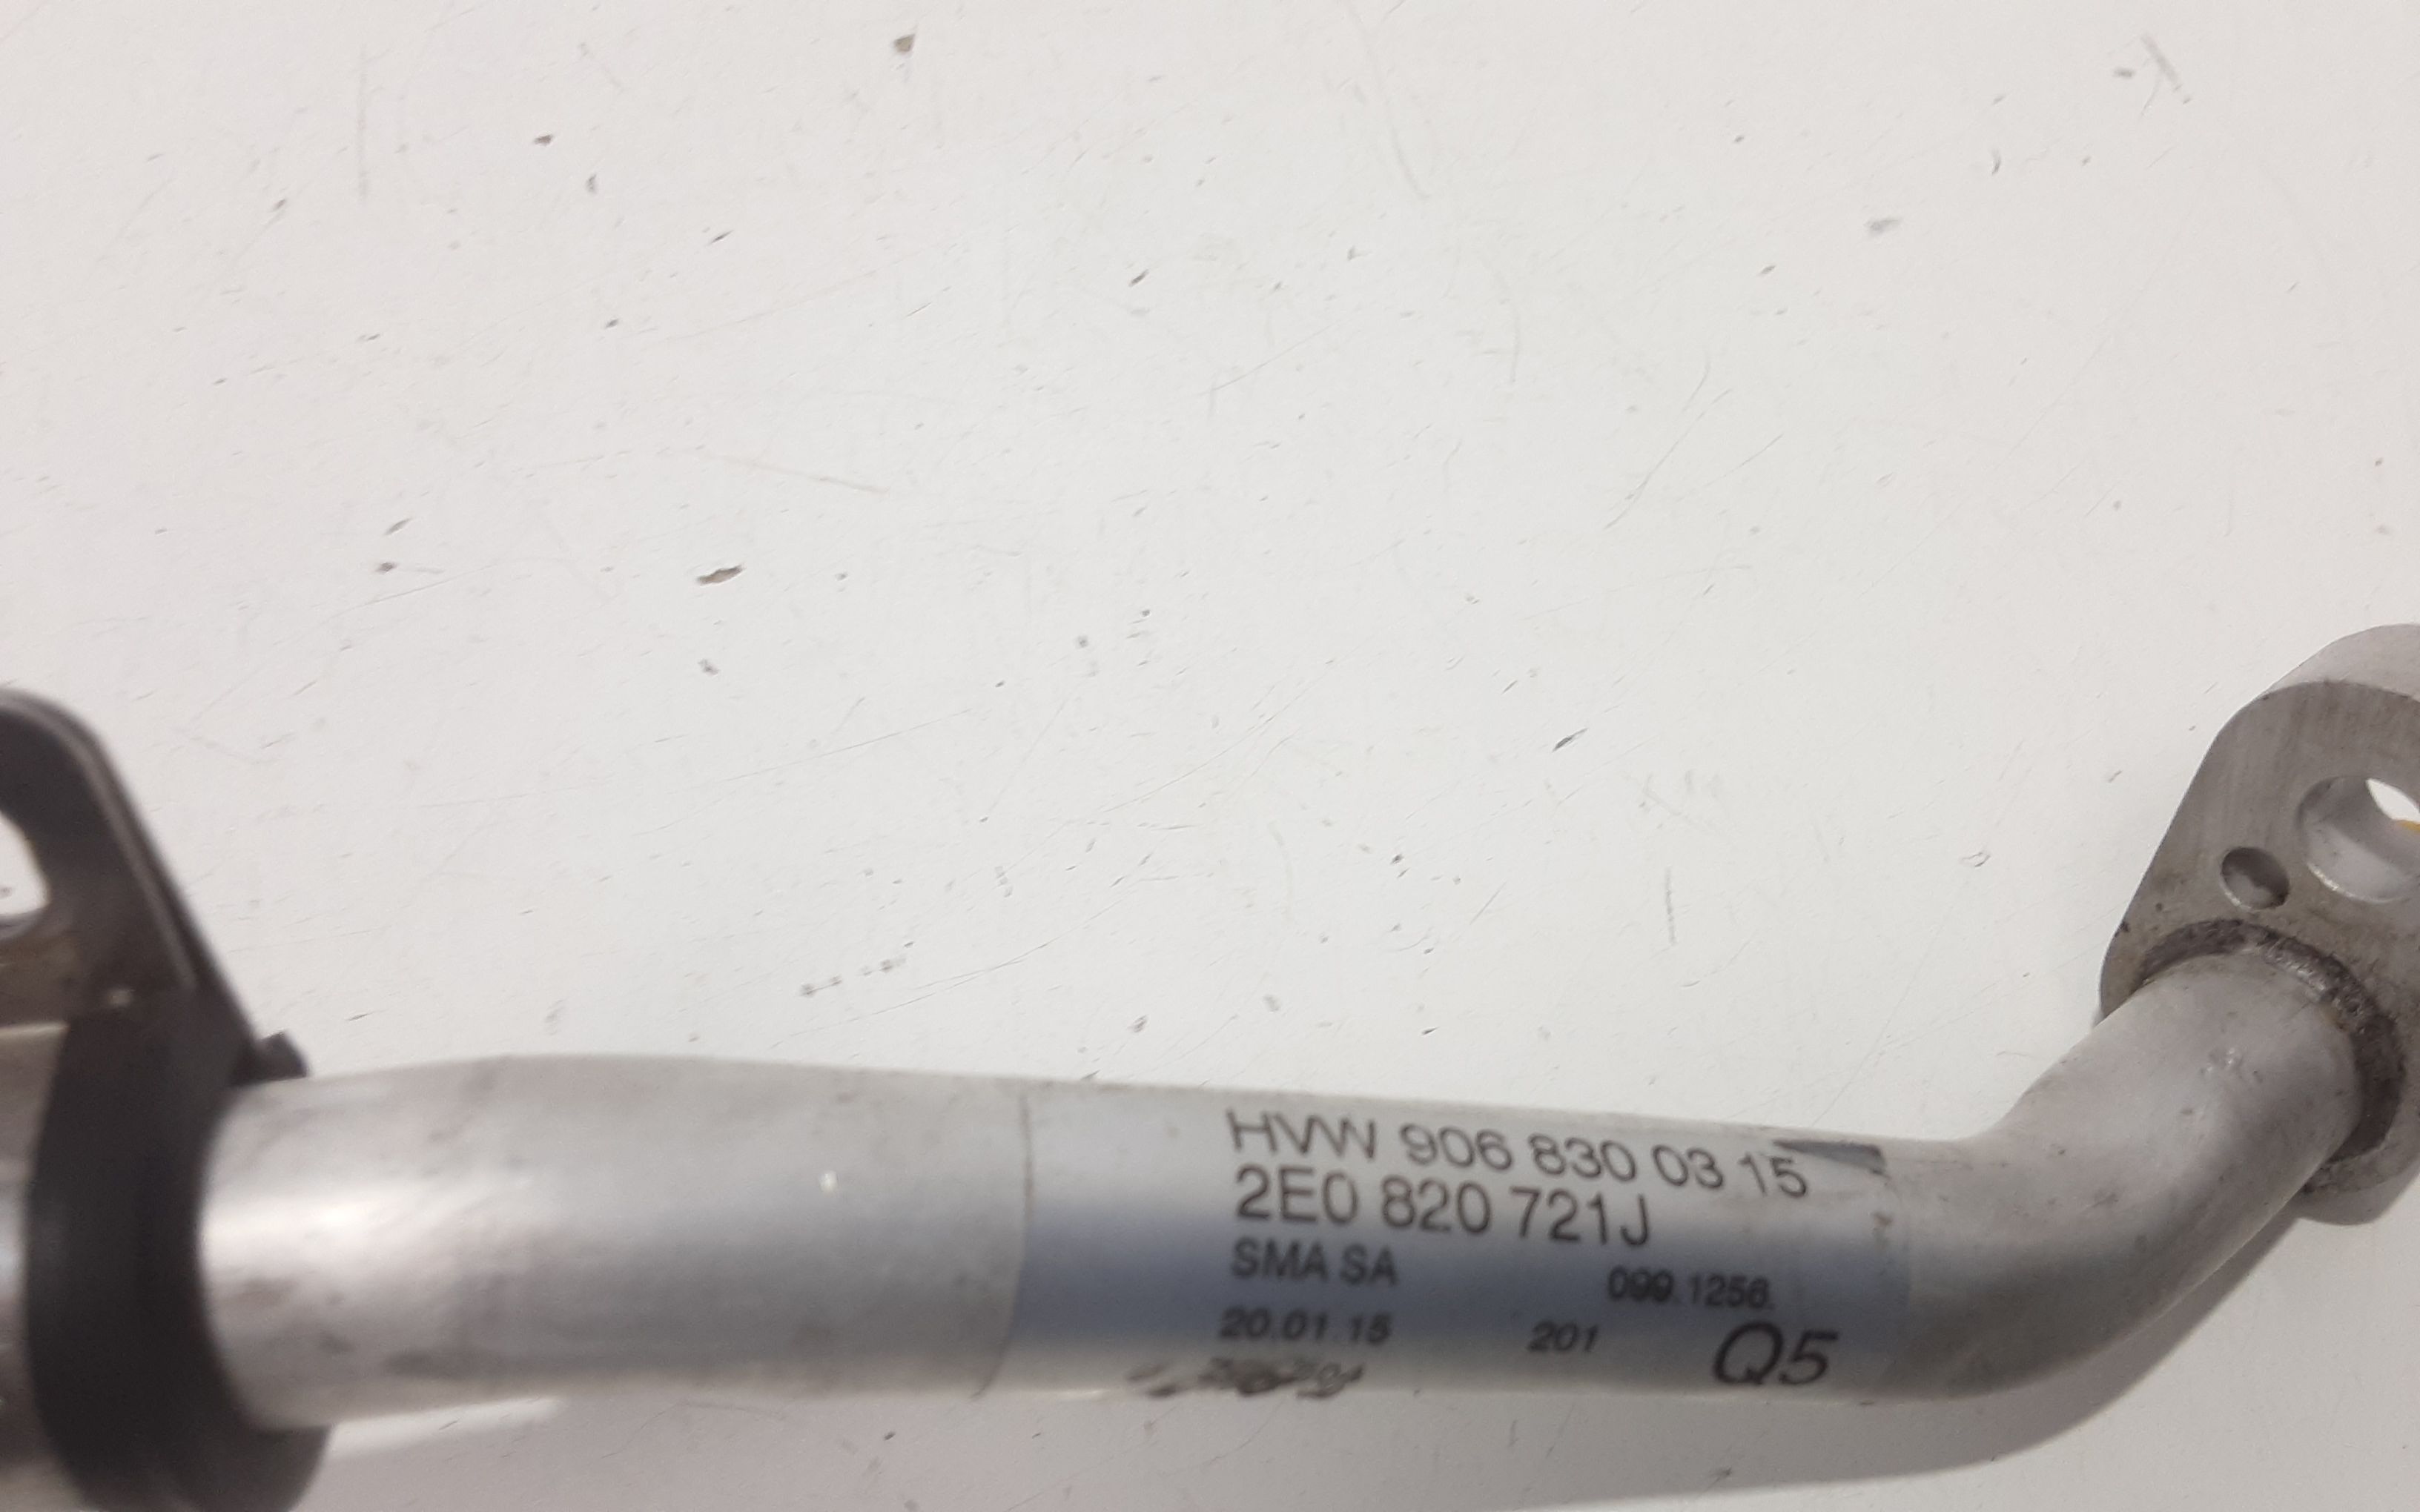 HVW 906 830 03 15
2E0 820 721J
SMA SA 099.1256.
20.01.15 201 Q5